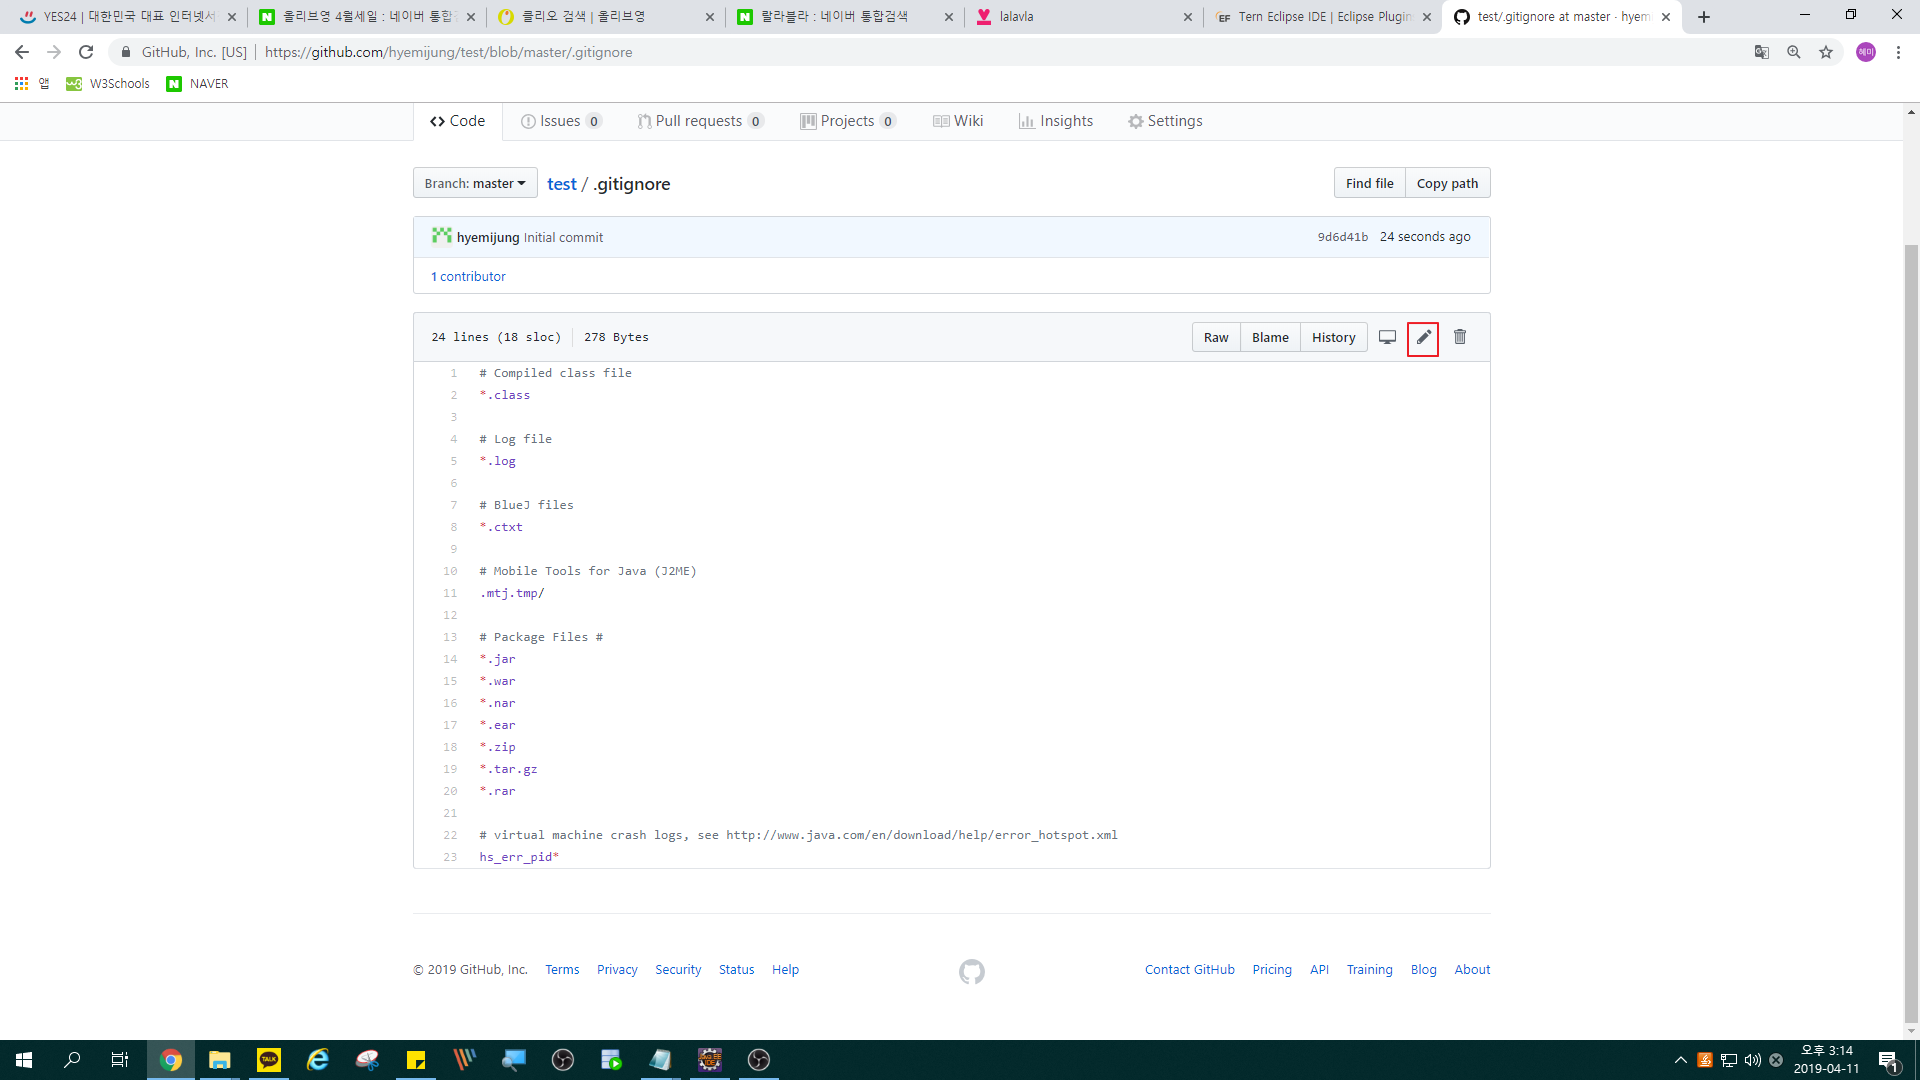 YES24 | 대한민국 대표 인터넷서
올리브영 4월세일 : 네이버 통합
클리오 검색 | 올리브영
랄라블라 : 네이버 통합검색
lalavla
EF Tern Eclipse IDE | Eclipse Plugin
test/.gitignore at master · hyemi
GitHub, Inc. [US] https://github.com/hyemijung/test/blob/master/.gitignore
혜미
앱 W3Schools NAVER
Code Issues 0 Pull requests 0 Projects 0 Wiki Insights Settings
Branch: master test / .gitignore Find file Copy path
hyemijung Initial commit 9d6d41b 24 seconds ago
1 contributor
24 lines (18 sloc) 278 Bytes Raw Blame History
1 # Compiled class file
2 *.class
3
4 # Log file
5 *.log
6
7 # BlueJ files
8 *.ctxt
9
10 # Mobile Tools for Java (J2ME)
11 .mtj.tmp/
12
13 # Package Files #
14 *.jar
15 *.war
16 *.nar
17 *.ear
18 *.zip
19 *.tar.gz
20 *.rar
21
22 # virtual machine crash logs, see http://www.java.com/en/download/help/error_hotspot.xml
23 hs_err_pid*
© 2019 GitHub, Inc. Terms Privacy Security Status Help Contact GitHub Pricing API Training Blog About
TALK
오후 3:14
2019-04-11
1